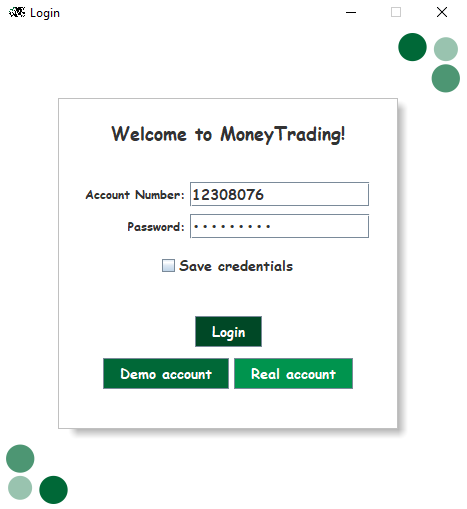 Login
Welcome to MoneyTrading!
Account Number: 12308076
Password: •••••••••
Save credentials
Login
Demo account Real account